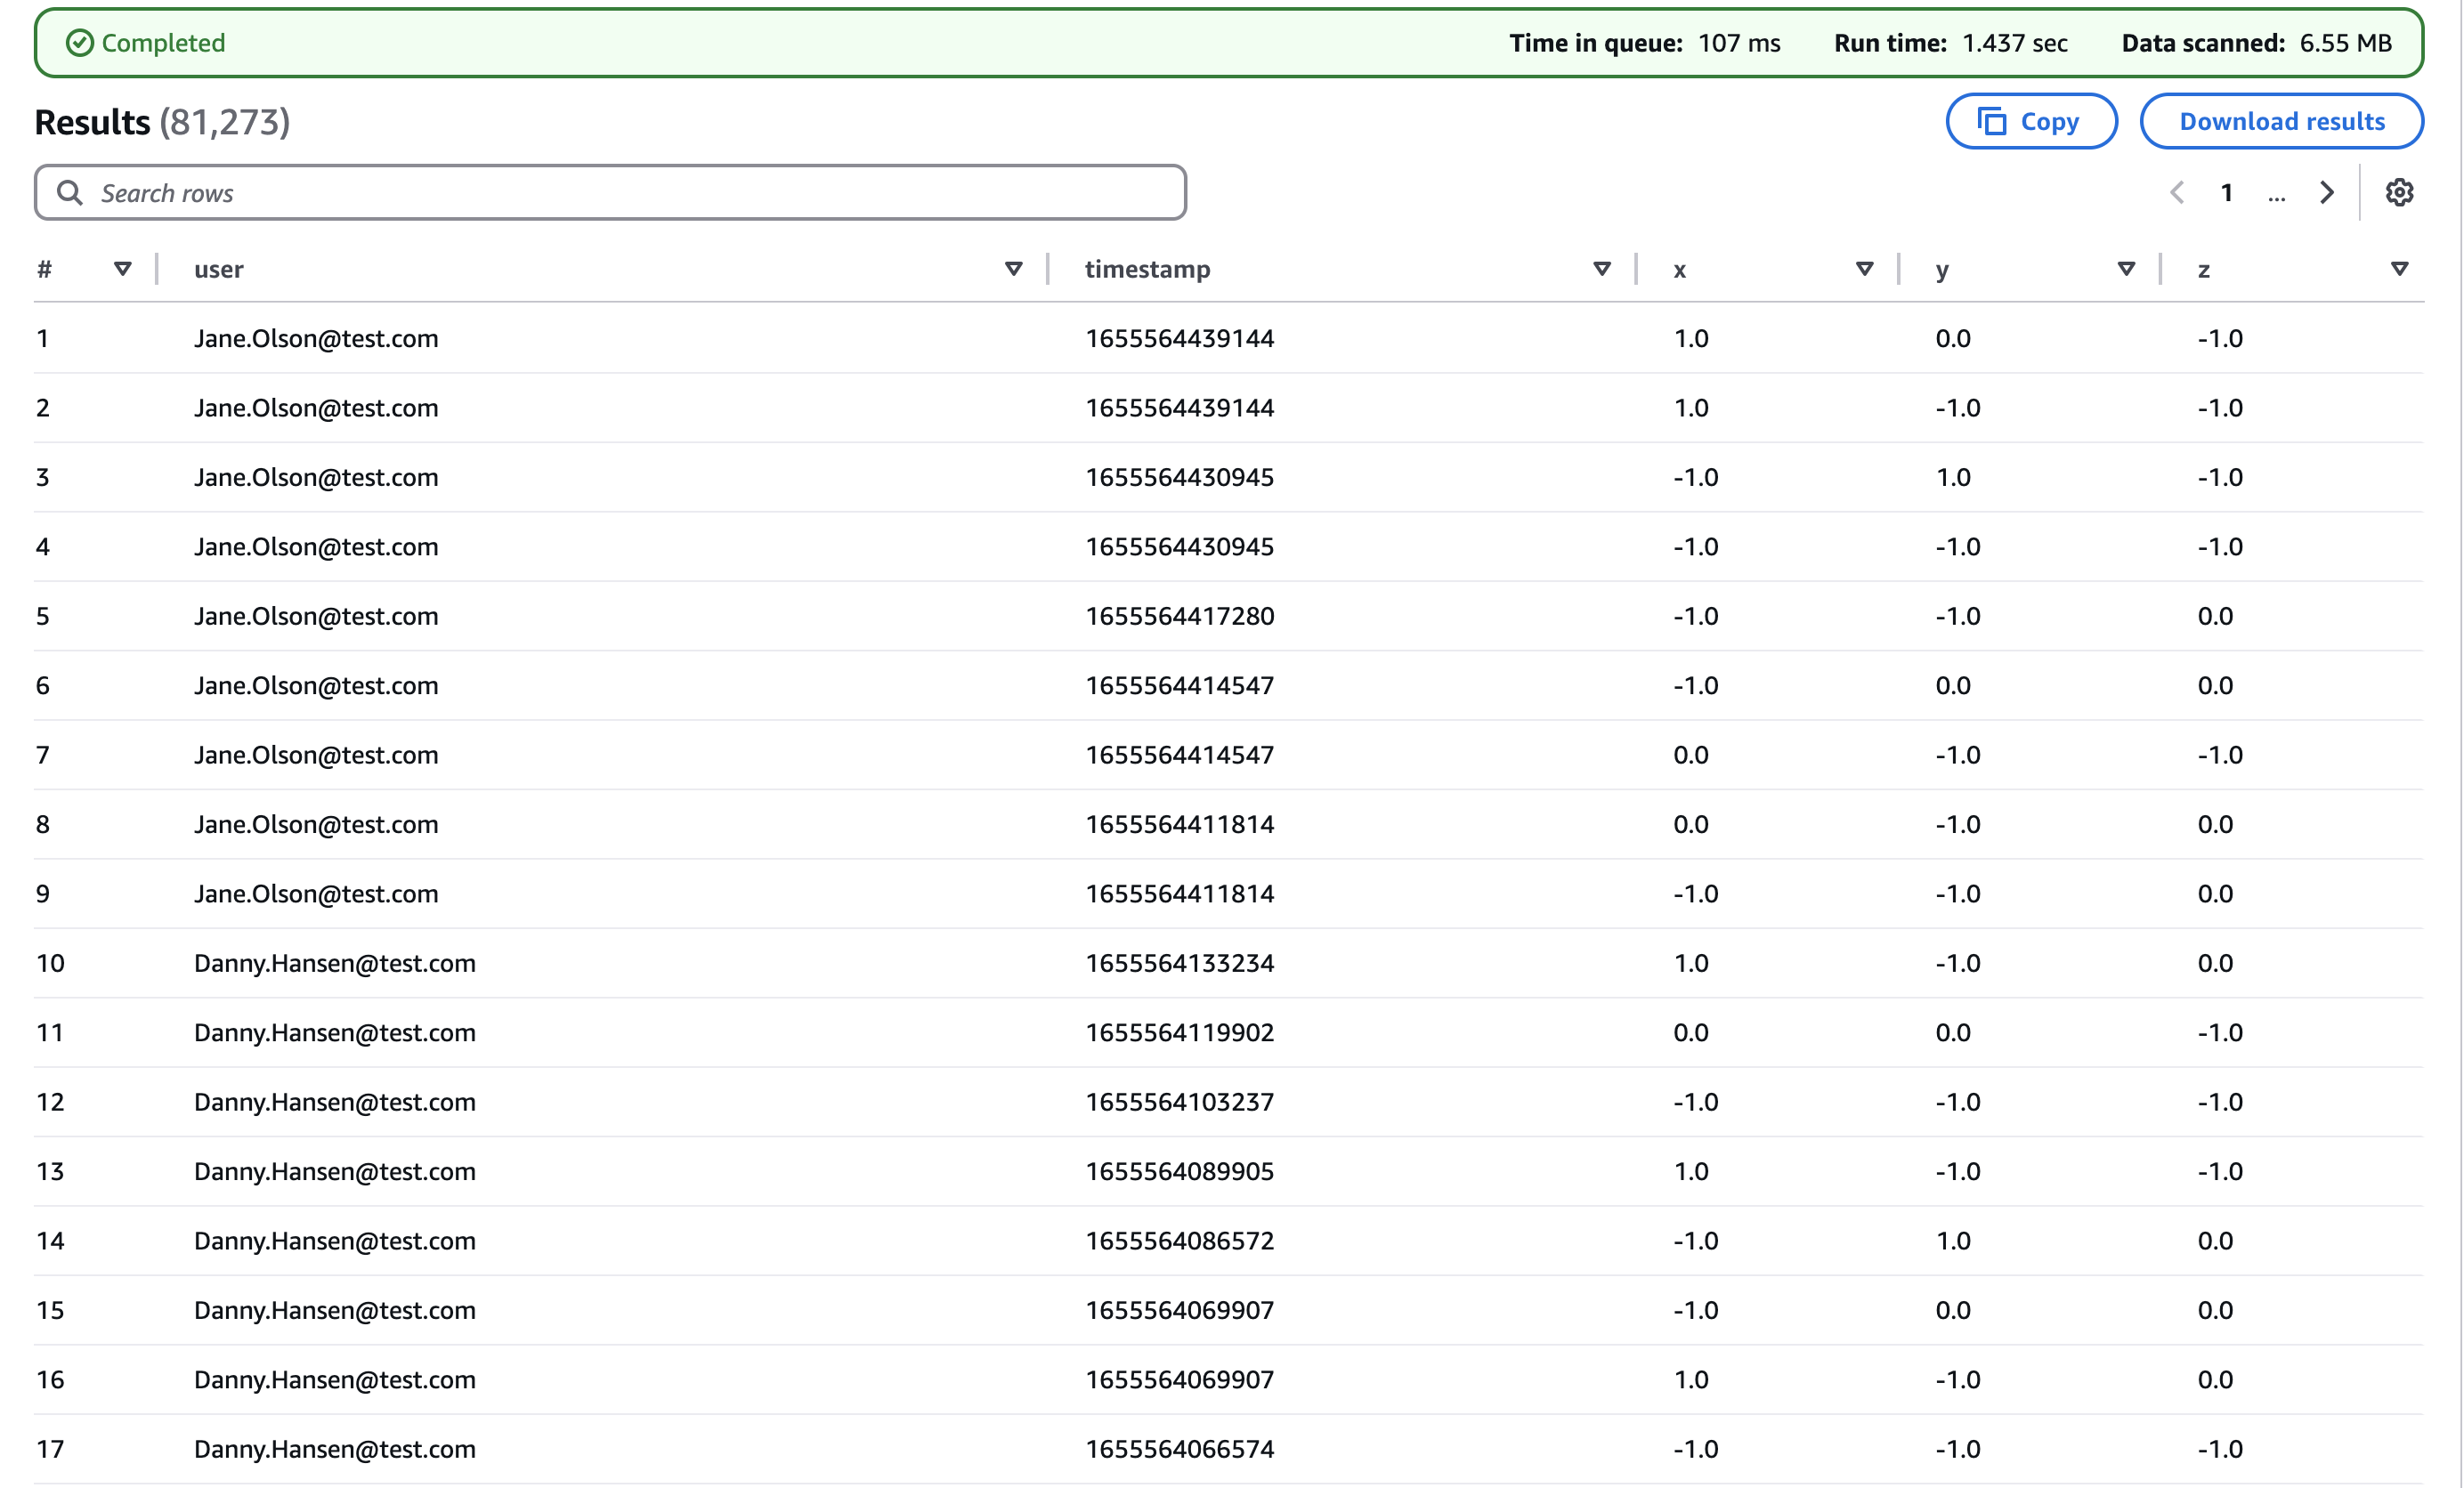 Completed Time in queue: 107 ms Run time: 1.437 sec Data scanned: 6.55 MB
Results (81,273) Copy Download results
Search rows 1 ...
# user timestamp x y z
1 Jane.Olson@test.com 1655564439144 1.0 0.0 -1.0
2 Jane.Olson@test.com 1655564439144 1.0 -1.0 -1.0
3 Jane.Olson@test.com 1655564430945 -1.0 1.0 -1.0
4 Jane.Olson@test.com 1655564430945 -1.0 -1.0 -1.0
5 Jane.Olson@test.com 1655564417280 -1.0 -1.0 0.0
6 Jane.Olson@test.com 1655564414547 -1.0 0.0 0.0
7 Jane.Olson@test.com 1655564414547 0.0 -1.0 -1.0
8 Jane.Olson@test.com 1655564411814 0.0 -1.0 0.0
9 Jane.Olson@test.com 1655564411814 -1.0 -1.0 0.0
10 Danny.Hansen@test.com 1655564133234 1.0 -1.0 0.0
11 Danny.Hansen@test.com 1655564119902 0.0 0.0 -1.0
12 Danny.Hansen@test.com 1655564103237 -1.0 -1.0 -1.0
13 Danny.Hansen@test.com 1655564089905 1.0 -1.0 -1.0
14 Danny.Hansen@test.com 1655564086572 -1.0 1.0 0.0
15 Danny.Hansen@test.com 1655564069907 -1.0 0.0 0.0
16 Danny.Hansen@test.com 1655564069907 1.0 -1.0 0.0
17 Danny.Hansen@test.com 1655564066574 -1.0 -1.0 -1.0